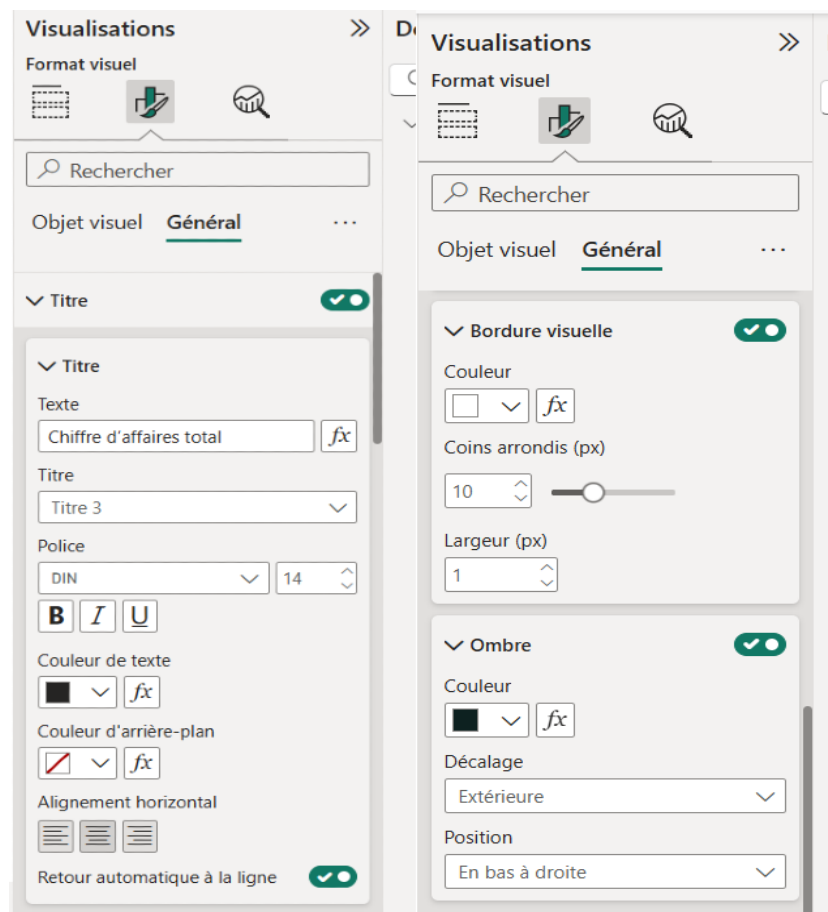 Visualisations
Format visuel
Rechercher
Objet visuel Général ...
Titre
Titre
Texte
Chiffre d'affaires total fx
Titre
Titre 3
Police
DIN 14
B I U
Couleur de texte
fx
Couleur d'arrière-plan
fx
Alignement horizontal
Retour automatique à la ligne
Visualisations
Format visuel
Rechercher
Objet visuel Général ...
Bordure visuelle
Couleur
fx
Coins arrondis (px)
10
Largeur (px)
1
Ombre
Couleur
fx
Décalage
Extérieure
Position
En bas à droite